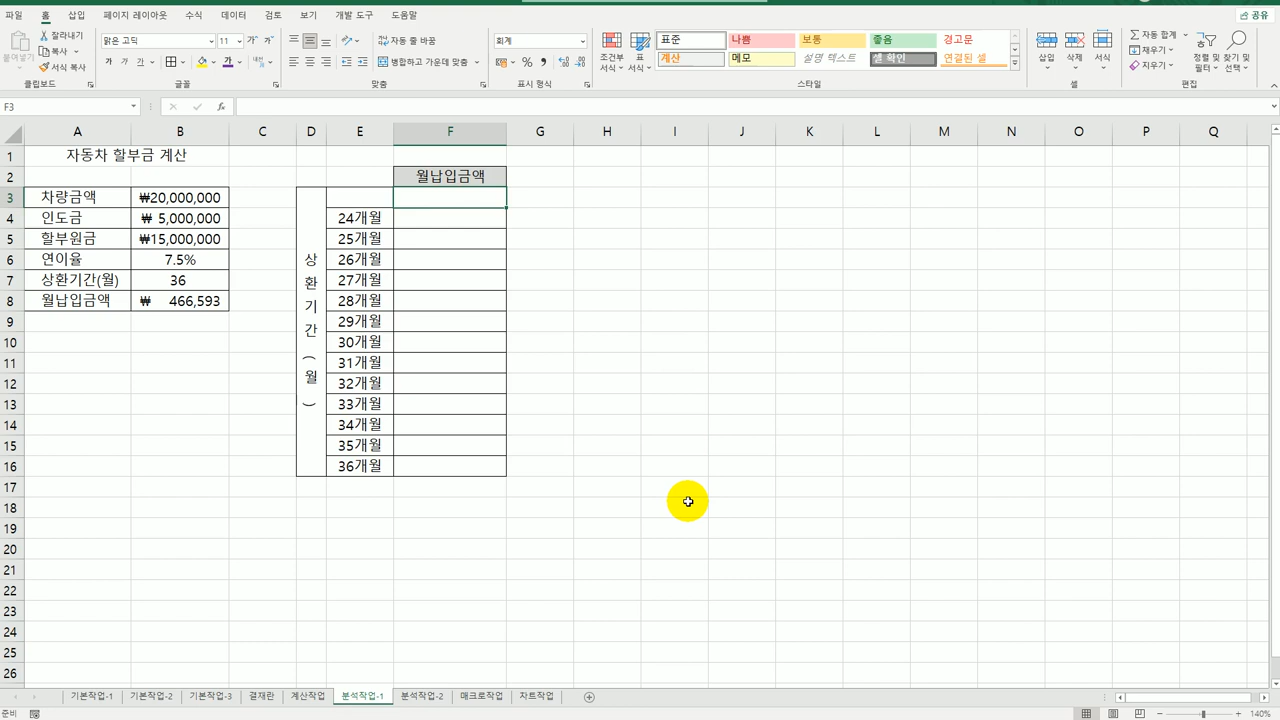 파일 홈 삽입 페이지 레이아웃 수식 데이터 검토 보기 개발 도구 도움말 공유
붙여넣기 잘라내기 맑은 고딕 11 가 가 자동 줄 바꿈 회계 조건부 서식 표 서식 표준 나쁨 보통 좋음 경고문 삽입 삭제 서식 자동 합계 정렬 및 필터 찾기 및 선택
복사 채우기
서식 복사 가 가 가 병합하고 가운데 맞춤 % 계산 메모 설명 텍스트 셀 확인 연결된 셀 지우기
클립보드 글꼴 맞춤 표시 형식 스타일 셀 편집
F3 fx
A B C D E F G H I J K L M N O P Q
1 자동차 할부금 계산
2 월납입금액
3 차량금액 ₩20,000,000
4 인도금 ₩ 5,000,000 24개월
5 할부원금 ₩15,000,000 25개월
6 연이율 7.5% 26개월
7 상환기간(월) 36 27개월
8 월납입금액 ₩ 466,593 28개월
9 29개월
10 30개월
11 31개월
12 32개월
13 33개월
14 34개월
15 35개월
16 36개월
상환기간(월)
17
18
19
20
21
22
23
24
25
26
기본작업-1 기본작업-2 기본작업-3 결재란 계산작업 분석작업-1 분석작업-2 매크로작업 차트작업
준비 140%